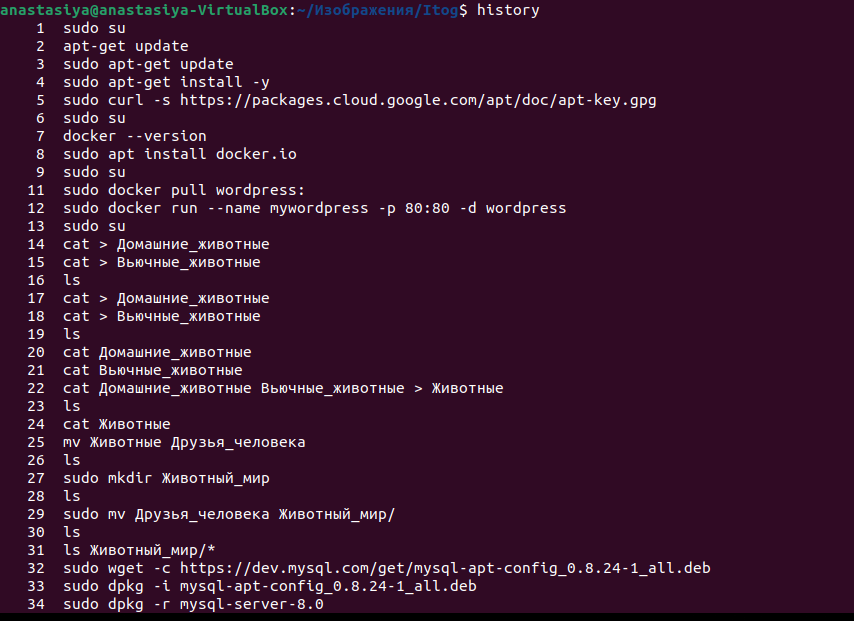 anastasiya@anastasiya-VirtualBox:~/Изображения/Itog$ history
1 sudo su
2 apt-get update
3 sudo apt-get update
4 sudo apt-get install -y
5 sudo curl -s https://packages.cloud.google.com/apt/doc/apt-key.gpg
6 sudo su
7 docker --version
8 sudo apt install docker.io
9 sudo su
11 sudo docker pull wordpress:
12 sudo docker run --name mywordpress -p 80:80 -d wordpress
13 sudo su
14 cat > Домашние_животные
15 cat > Вьючные_животные
16 ls
17 cat > Домашние_животные
18 cat > Вьючные_животные
19 ls
20 cat Домашние_животные
21 cat Вьючные_животные
22 cat Домашние_животные Вьючные_животные > Животные
23 ls
24 cat Животные
25 mv Животные Друзья_человека
26 ls
27 sudo mkdir Животный_мир
28 ls
29 sudo mv Друзья_человека Животный_мир/
30 ls
31 ls Животный_мир/*
32 sudo wget -c https://dev.mysql.com/get/mysql-apt-config_0.8.24-1_all.deb
33 sudo dpkg -i mysql-apt-config_0.8.24-1_all.deb
34 sudo dpkg -r mysql-server-8.0